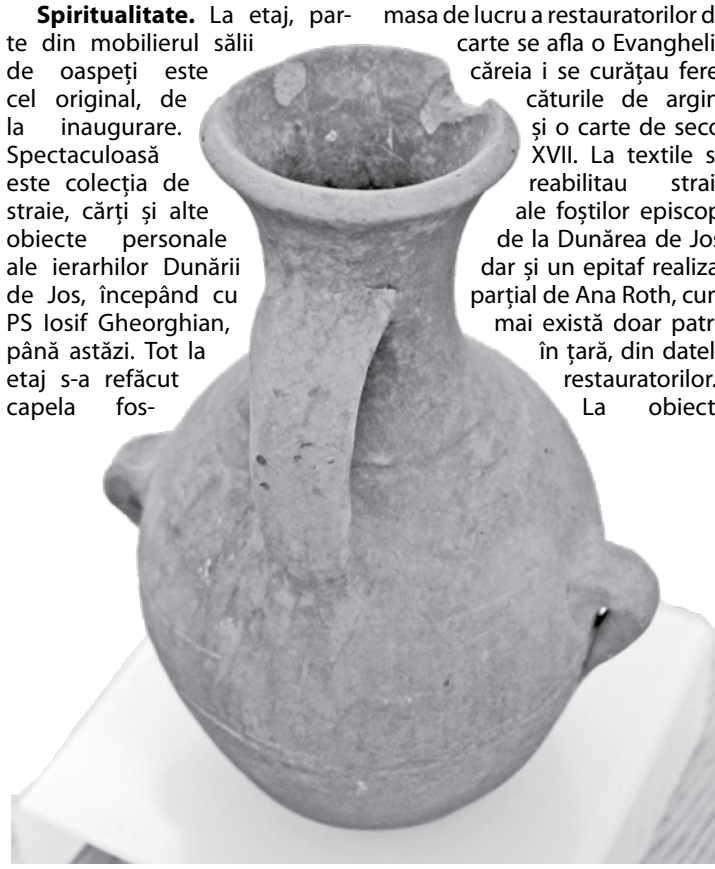 Spiritualitate. La etaj, par-
te din mobilierul sălii
de oaspeți este
cel original, de
la inaugurare.
Spectaculoasă
este colecția de
straie, cărți și alte
obiecte personale
ale ierarhilor Dunării
de Jos, începând cu
PS Iosif Gheorghian,
până astăzi. Tot la
etaj s-a refăcut
capela fos-
masa de lucru a restauratorilor d
carte se afla o Evangheli
căreia i se curățau fere
căturile de argin
și o carte de seco
XVII. La textile s
reabilitau strai
ale foștilor episcop
de la Dunărea de Jos
dar și un epitaf realiza
parțial de Ana Roth, cum
mai există doar patr
în țară, din datel
restauratorilor.
La obiect